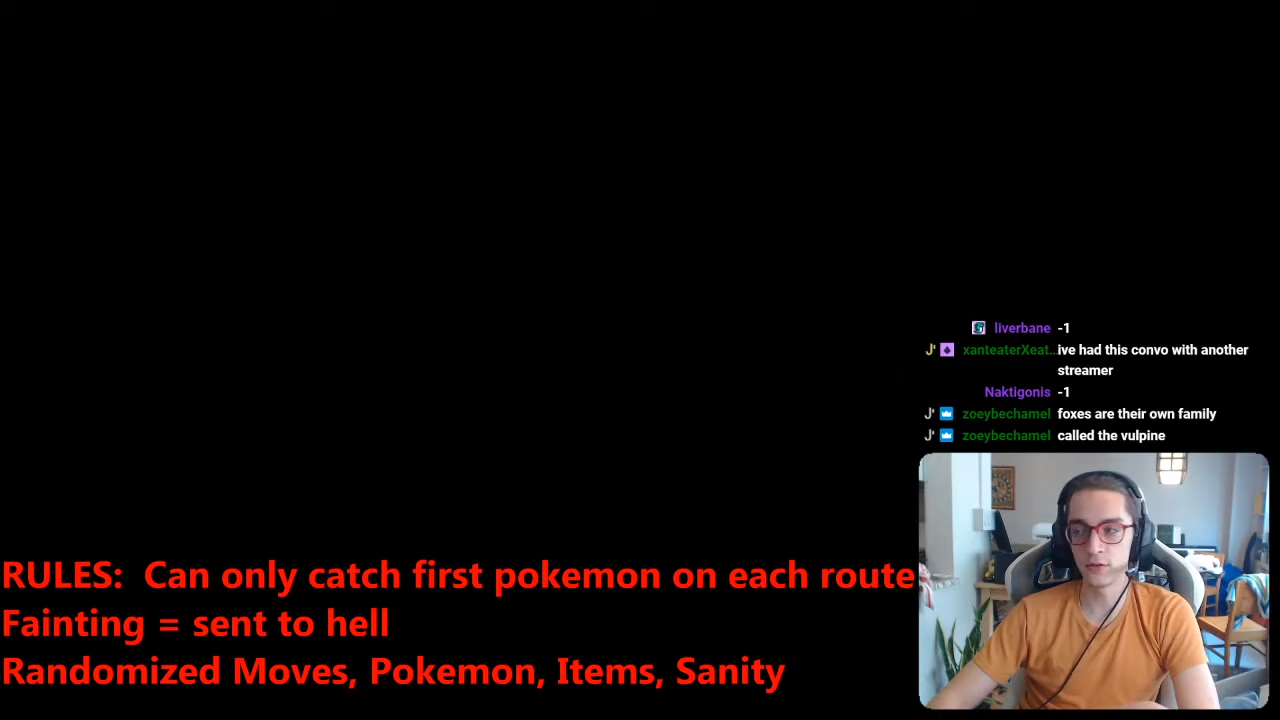 liverbane -1
xanteaterXeat... ive had this convo with another
streamer
Naktigonis -1
zoeybechamel foxes are their own family
zoeybechamel called the vulpine
RULES: Can only catch first pokemon on each route
Fainting = sent to hell
Randomized Moves, Pokemon, Items, Sanity